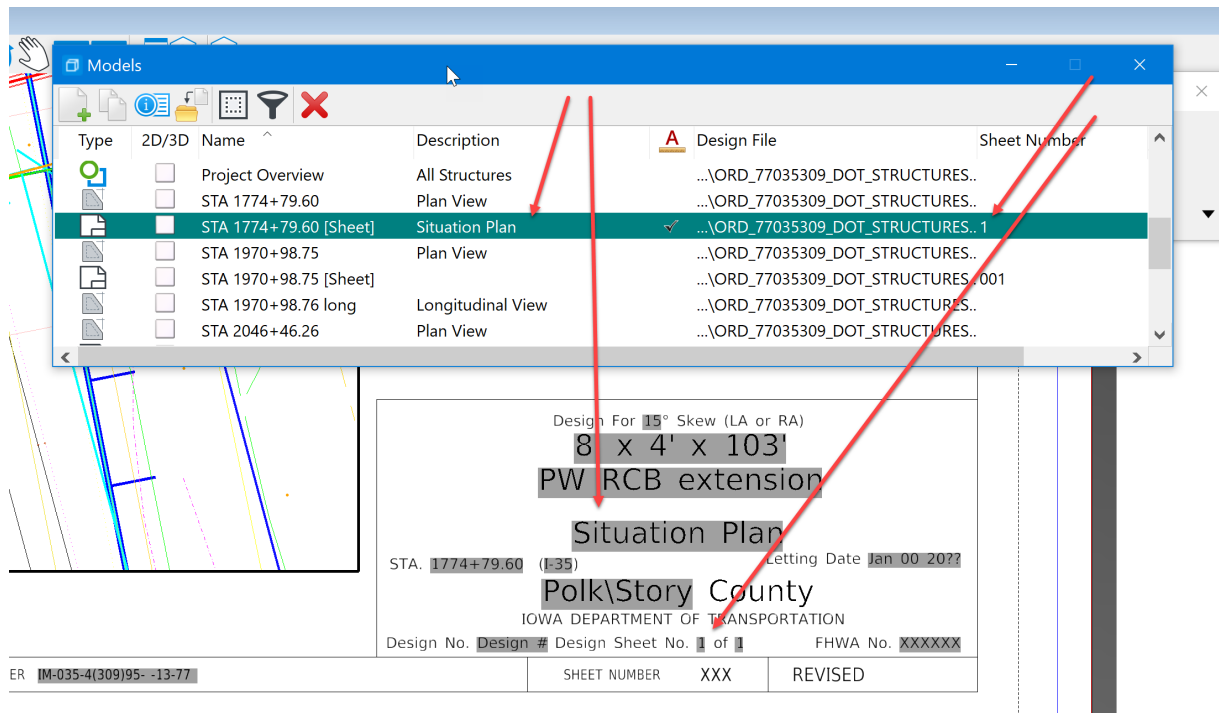 Models
Type 2D/3D Name Description A Design File Sheet Number
Project Overview All Structures ...\ORD_77035309_DOT_STRUCTURES..
STA 1774+79.60 Plan View ...\ORD_77035309_DOT_STRUCTURES..
STA 1774+79.60 [Sheet] Situation Plan ...\ORD_77035309_DOT_STRUCTURES.. 1
STA 1970+98.75 Plan View ...\ORD_77035309_DOT_STRUCTURES..
STA 1970+98.75 [Sheet] ...\ORD_77035309_DOT_STRUCTURES.. 001
STA 1970+98.76 long Longitudinal View ...\ORD_77035309_DOT_STRUCTURES..
STA 2046+46.26 Plan View ...\ORD_77035309_DOT_STRUCTURES..
Design For 15° Skew (LA or RA)
8' x 4' x 103'
PW RCB extension
Situation Plan
STA. 1774+79.60 (I-35) Letting Date Jan 00 20??
Polk\Story County
IOWA DEPARTMENT OF TRANSPORTATION
Design No. Design # Design Sheet No. 1 of 1 FHWA No. XXXXXX
ER IM-035-4(309)95- -13-77 SHEET NUMBER XXX REVISED